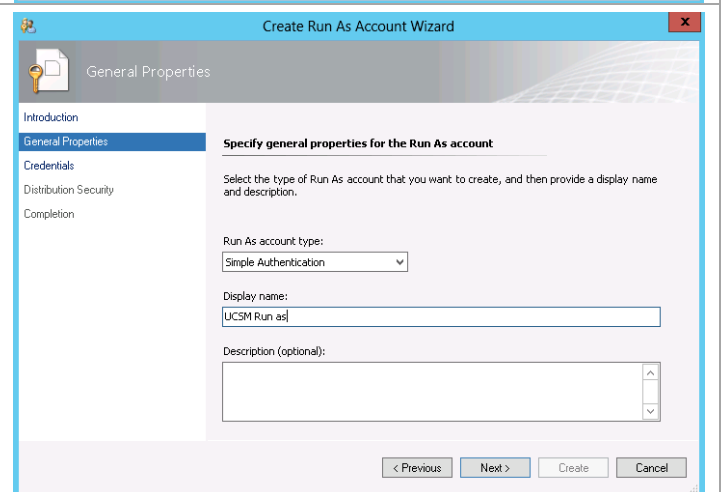 Create Run As Account Wizard
x
General Properties
Introduction
General Properties
Credentials
Distribution Security
Completion
Specify general properties for the Run As account
Select the type of Run As account that you want to create, and then provide a display name
and description.
Run As account type:
Simple Authentication
Display name:
UCSM Run as
Description (optional):
< Previous
Next >
Create
Cancel